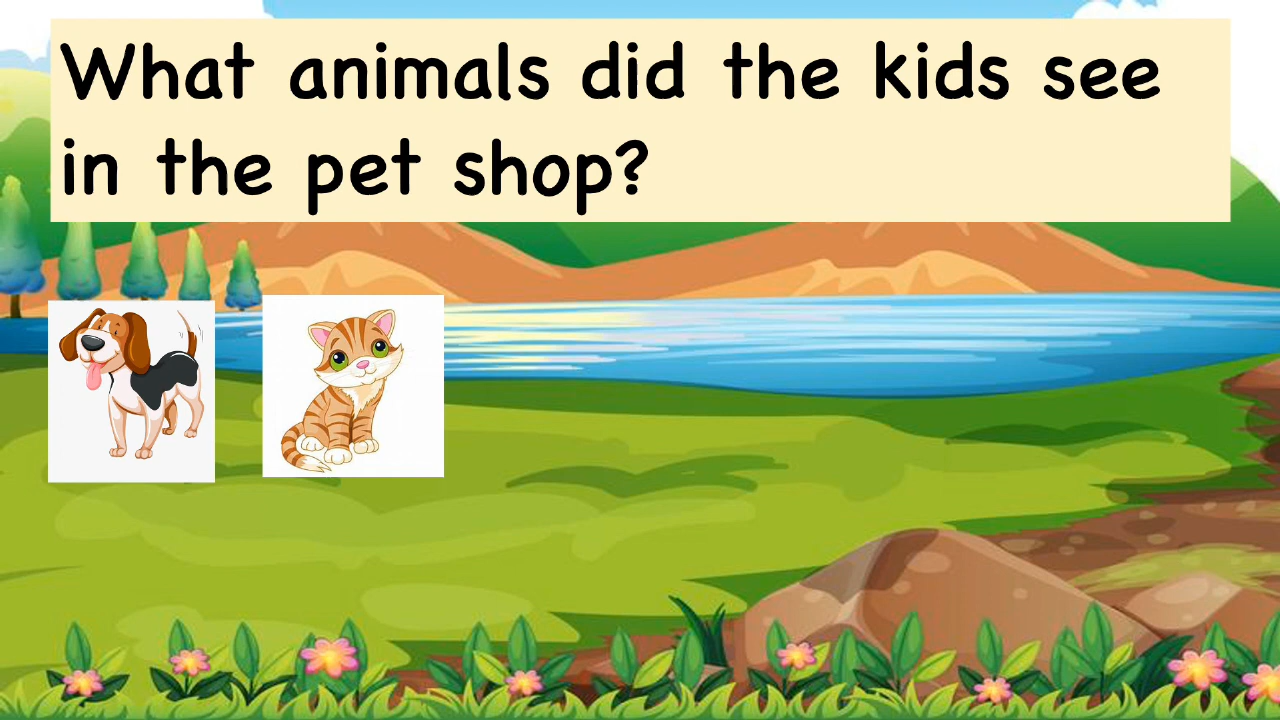 What animals did the kids see
in the pet shop?